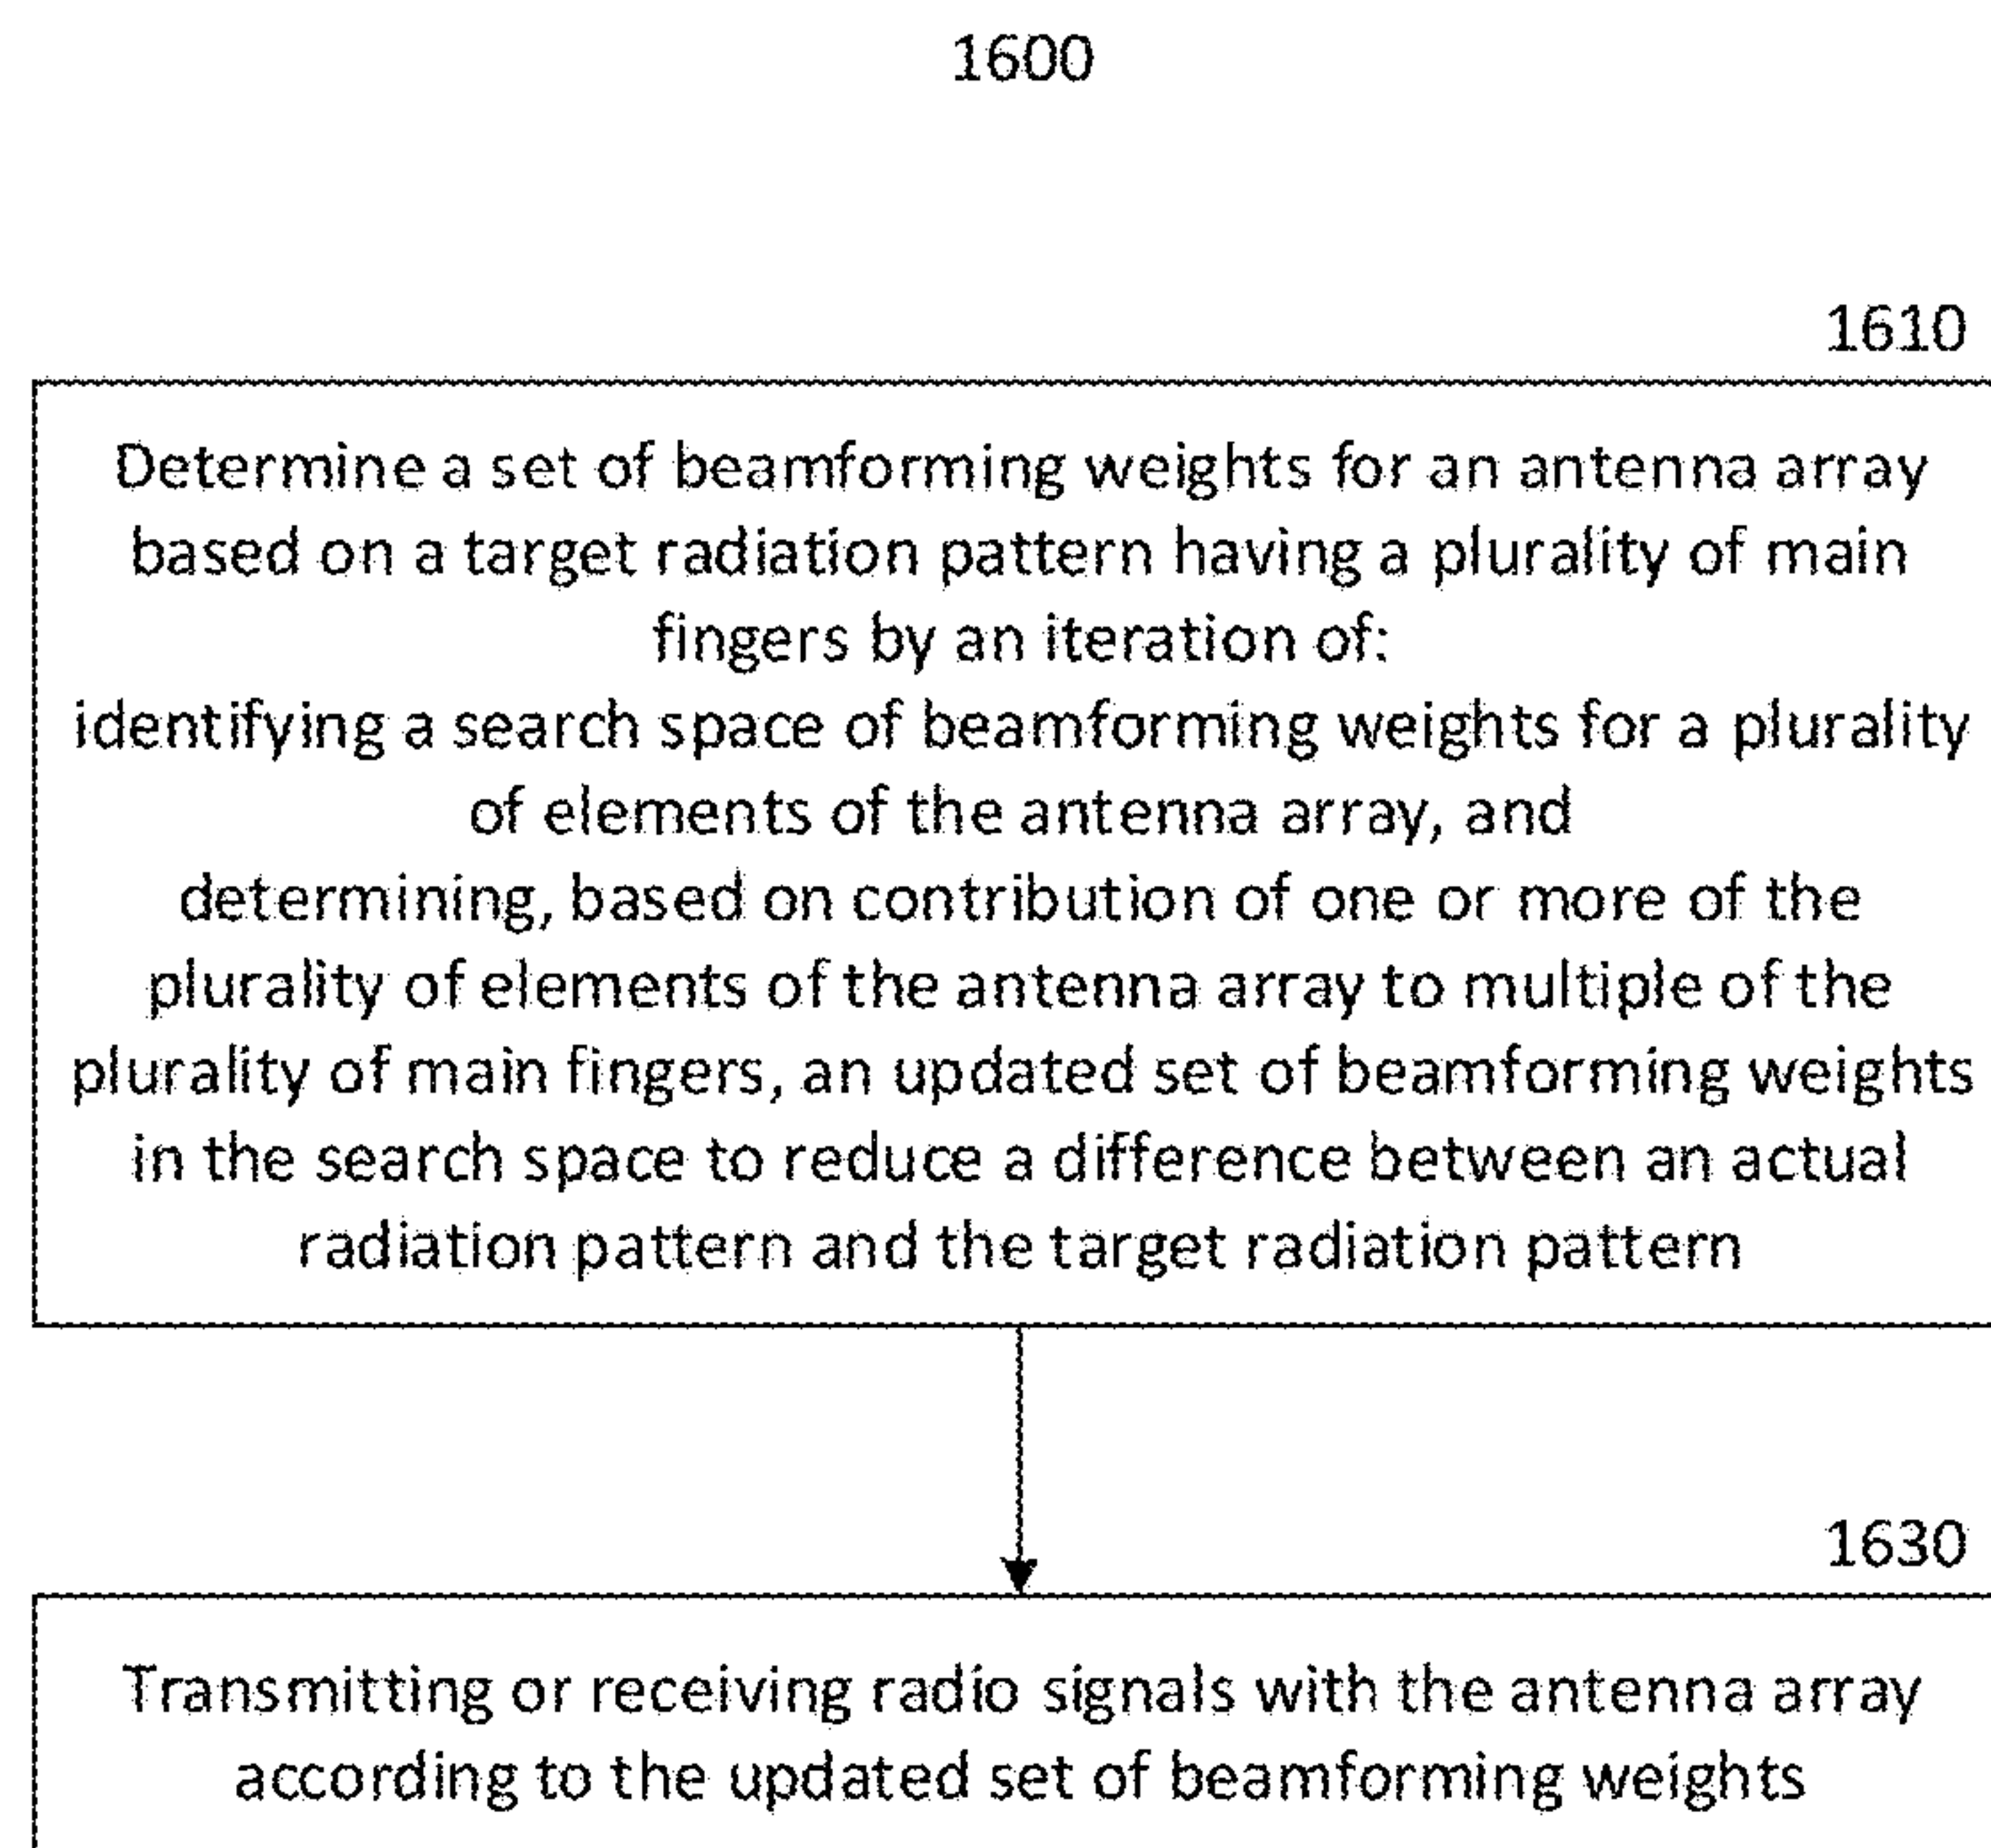 1600
1610
Determine a set of beamforming weights for an antenna array
based on a target radiation pattern having a plurality of main
fingers by an iteration of:
identifying a search space of beamforming weights for a plurality
of elements of the antenna array, and
determining, based on contribution of one or more of the
plurality of elements of the antenna array to multiple of the
plurality of main fingers, an updated set of beamforming weights
in the search space to reduce a difference between an actual
radiation pattern and the target radiation pattern
1630
Transmitting or receiving radio signals with the antenna array
according to the updated set of beamforming weights